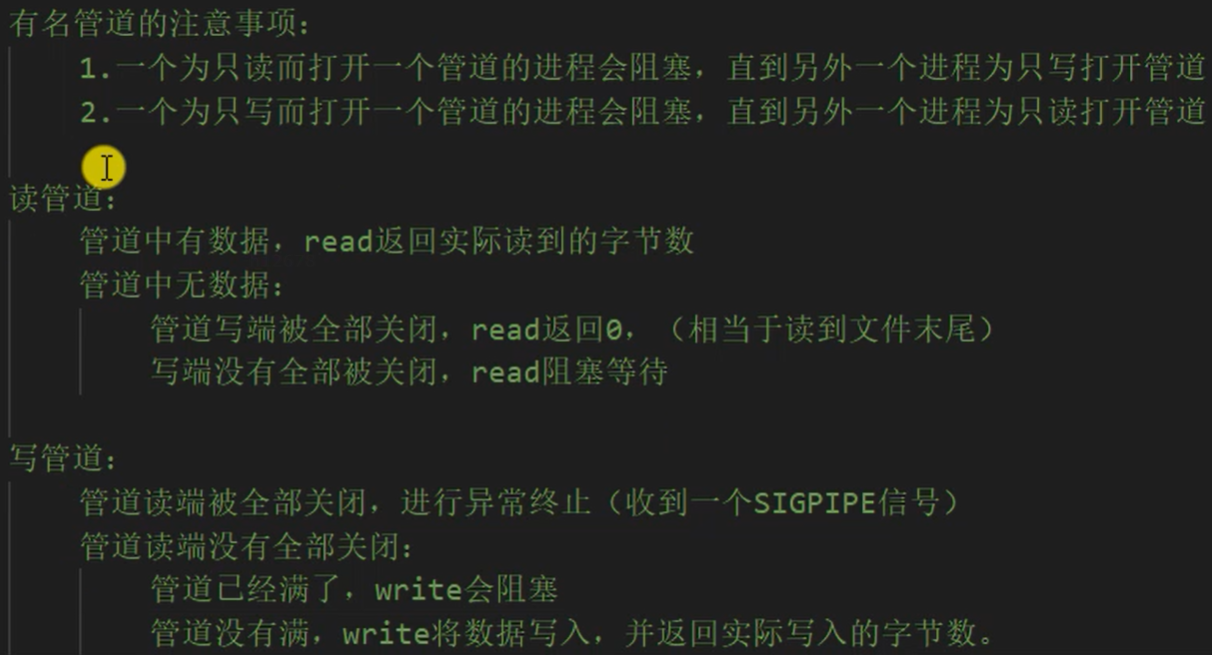 有名管道的注意事项：
1.一个为只读而打开一个管道的进程会阻塞，直到另外一个进程为只写打开管道
2.一个为只写而打开一个管道的进程会阻塞，直到另外一个进程为只读打开管道
读管道：
管道中有数据，read返回实际读到的字节数
管道中无数据：
管道写端被全部关闭，read返回0，（相当于读到文件末尾）
写端没有全部被关闭，read阻塞等待
写管道：
管道读端被全部关闭，进行异常终止（收到一个SIGPIPE信号）
管道读端没有全部关闭：
管道已经满了，write会阻塞
管道没有满，write将数据写入，并返回实际写入的字节数。